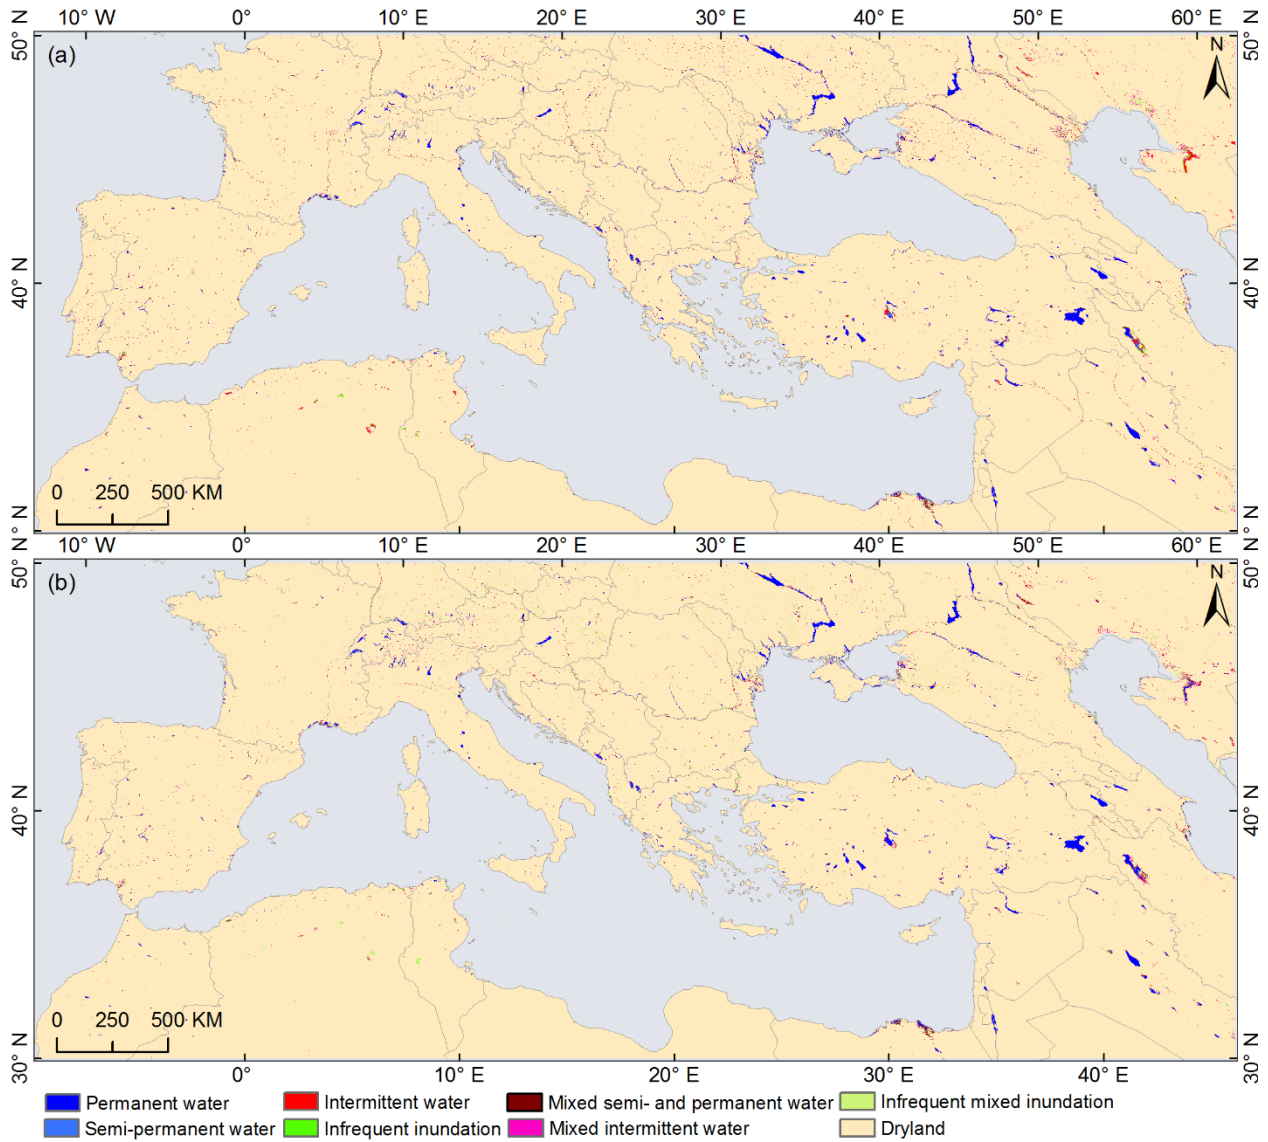 10° W 0° 10° E 20° E 30° E 40° E 50° E 60° E
50° N 50° N
(a) N
40° N 40° N
0 250 500 KM
° N ° N
10° W 0° 10° E 20° E 30° E 40° E 50° E 60° E
50° N 50° N
(b) N
40° N 40° N
0 250 500 KM
30° N 30° N
0° 10° E 20° E 30° E 40° E
Permanent water Intermittent water Mixed semi- and permanent water Infrequent mixed inundation
Semi-permanent water Infrequent inundation Mixed intermittent water Dryland